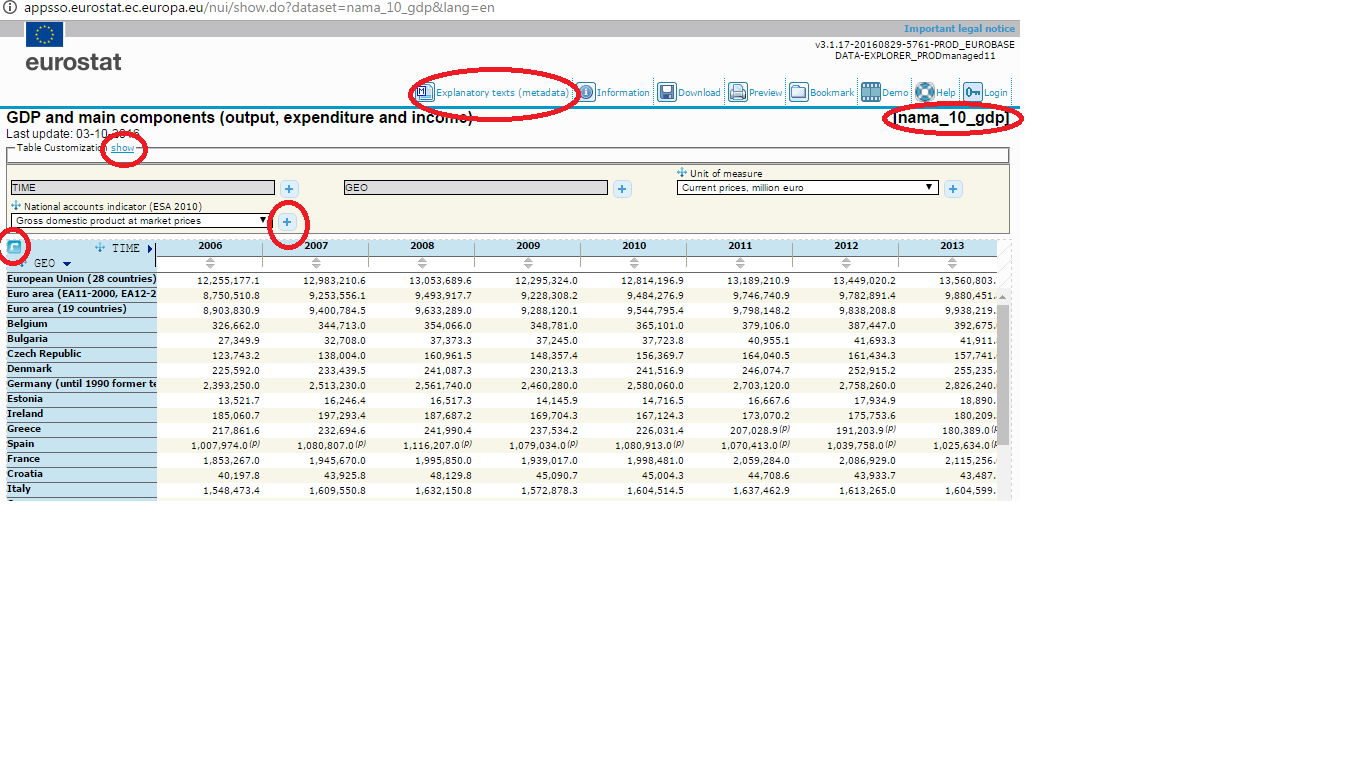 appsso.eurostat.ec.europa.eu/nui/show.do?dataset=nama_10_gdp&lang=en
Important legal notice
v3.1.17-20160829-5761-PROD_EUROBASE
DATA-EXPLORER_PRODmanaged11
eurostat
Explanatory texts (metadata) Information Download Preview Bookmark Demo Help Login
GDP and main components (output, expenditure and income) [nama_10_gdp]
Last update: 03-10-2016
Table Customization show
Unit of measure
TIME + GEO + Current prices, million euro +
National accounts indicator (ESA 2010)
Gross domestic product at market prices +
TIME 2006 2007 2008 2009 2010 2011 2012 2013
GEO
European Union (28 countries) 12,255,177.1 12,983,210.6 13,053,689.6 12,295,324.0 12,814,196.9 13,189,210.9 13,449,020.2 13,560,803.
Euro area (EA11-2000, EA12-2 8,750,510.8 9,253,556.1 9,493,917.7 9,228,308.2 9,484,276.9 9,746,740.9 9,782,891.4 9,880,451.
Euro area (19 countries) 8,903,830.9 9,400,784.5 9,633,289.0 9,288,120.1 9,544,795.4 9,798,148.2 9,838,208.8 9,938,219.
Belgium 326,662.0 344,713.0 354,066.0 348,781.0 365,101.0 379,106.0 387,447.0 392,675.
Bulgaria 27,349.9 32,708.0 37,373.3 37,245.0 37,723.8 40,955.1 41,693.3 41,911.
Czech Republic 123,743.2 138,004.0 160,961.5 148,357.4 156,369.7 164,040.5 161,434.3 157,741.
Denmark 225,592.0 233,439.5 241,087.3 230,213.3 241,516.9 246,074.7 252,915.2 255,235.
Germany (until 1990 former te 2,393,250.0 2,513,230.0 2,561,740.0 2,460,280.0 2,580,060.0 2,703,120.0 2,758,260.0 2,826,240.
Estonia 13,521.7 16,246.4 16,517.3 14,145.9 14,716.5 16,667.6 17,934.9 18,890.
Ireland 185,060.7 197,293.4 187,687.2 169,704.3 167,124.3 173,070.2 175,753.6 180,209.
Greece 217,861.6 232,694.6 241,990.4 237,534.2 226,031.4 207,028.9(p) 191,203.9(p) 180,389.0(p
Spain 1,007,974.0(p) 1,080,807.0(p) 1,116,207.0(p) 1,079,034.0(p) 1,080,913.0(p) 1,070,413.0(p) 1,039,758.0(p) 1,025,634.0(p
France 1,853,267.0 1,945,670.0 1,995,850.0 1,939,017.0 1,998,481.0 2,059,284.0 2,086,929.0 2,115,256.
Croatia 40,197.8 43,925.8 48,129.8 45,090.7 45,004.3 44,708.6 43,933.7 43,487.
Italy 1,548,473.4 1,609,550.8 1,632,150.8 1,572,878.3 1,604,514.5 1,637,462.9 1,613,265.0 1,604,599.